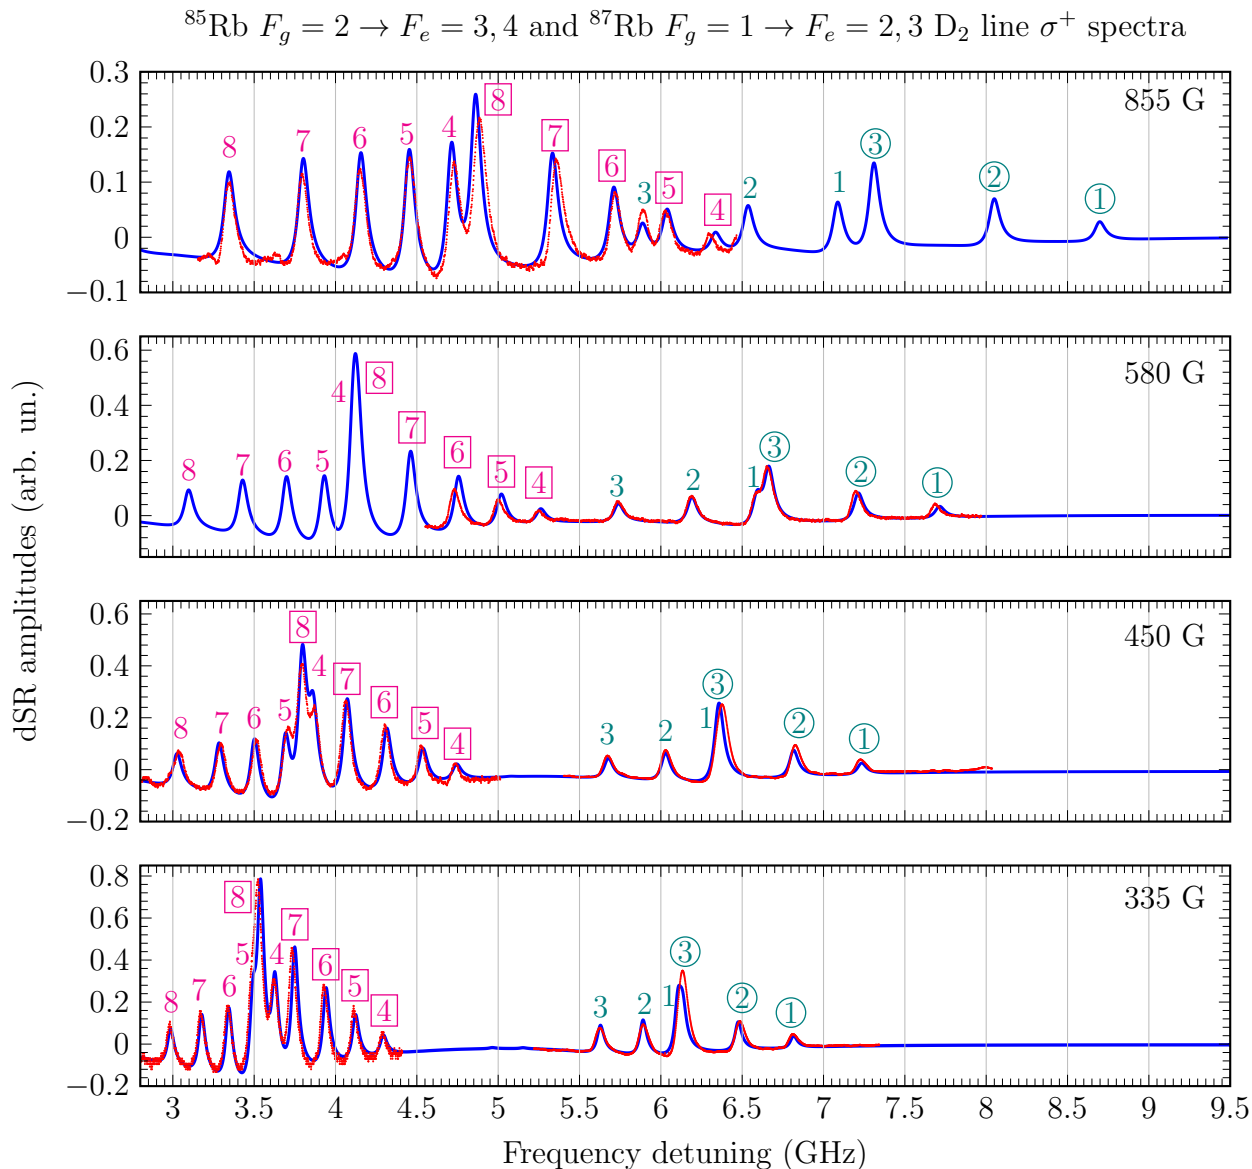 ⁸⁵Rb F_g = 2 → F_e = 3, 4 and ⁸⁷Rb F_g = 1 → F_e = 2, 3 D₂ line σ⁺ spectra
dSR amplitudes (arb. un.)
855 G
0.3
0.2
0.1
0
−0.1
8 7 6 5 4 8 7 6 3 5 4 2 1 3 2 1
580 G
0.6
0.4
0.2
0
8 7 6 5 4 8 7 6 5 4 3 2 1 3 2 1
450 G
0.6
0.4
0.2
0
−0.2
8 7 6 5 8 4 7 6 5 4 3 2 1 3 2 1
335 G
0.8
0.6
0.4
0.2
0
−0.2
8 7 6 5 8 4 7 6 5 4 3 2 1 3 2 1
3 3.5 4 4.5 5 5.5 6 6.5 7 7.5 8 8.5 9 9.5
Frequency detuning (GHz)